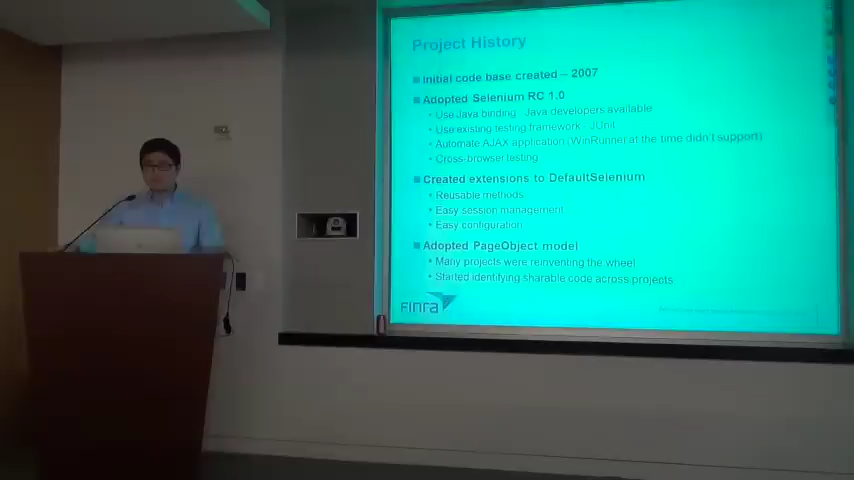 Project History
Initial code base created – 2007
Adopted Selenium RC 1.0
Use Java binding - Java developers available
Use existing testing framework - JUnit
Automate AJAX application (WinRunner at the time didn't support)
Cross-browser testing
Created extensions to DefaultSelenium
Reusable methods
Easy session management
Easy configuration
Adopted PageObject model
Many projects were reinventing the wheel
Started identifying sharable code across projects
Finra